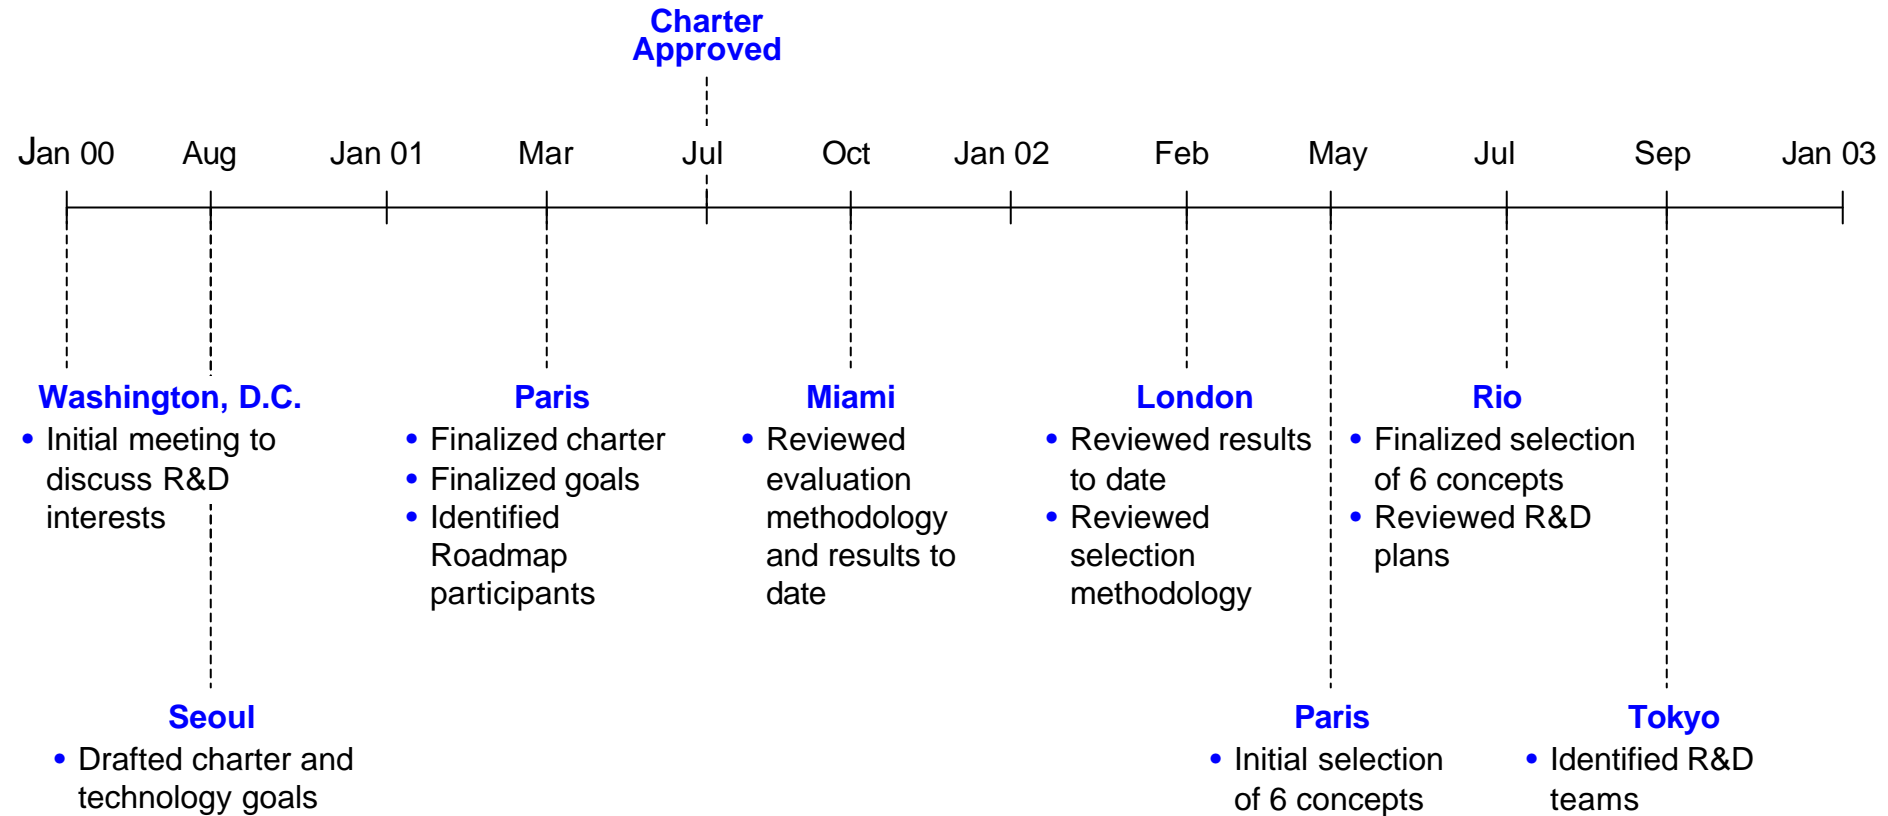 Charter
Approved
Jan 00 Aug Jan 01 Mar Jul Oct Jan 02 Feb May Jul Sep Jan 03
Washington, D.C.
• Initial meeting to
discuss R&D
interests
Paris
• Finalized charter
• Finalized goals
• Identified
Roadmap
participants
Miami
• Reviewed
evaluation
methodology
and results to
date
London
• Reviewed results
to date
• Reviewed
selection
methodology
Rio
• Finalized selection
of 6 concepts
• Reviewed R&D
plans
Seoul
• Drafted charter and
technology goals
Paris
• Initial selection
of 6 concepts
Tokyo
• Identified R&D
teams